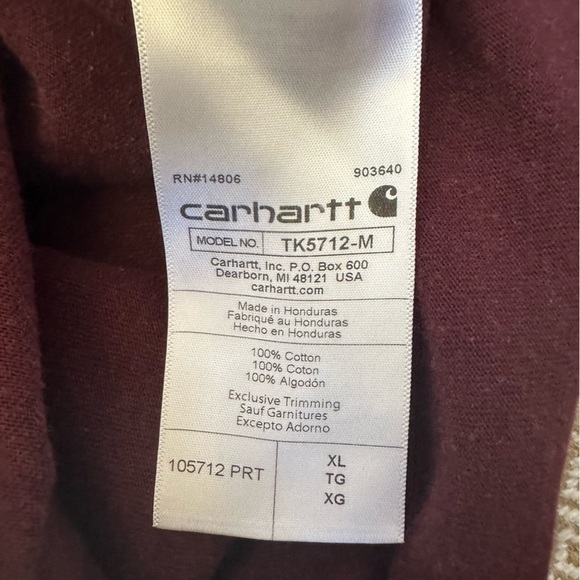 RN#14806 903640
carhartt
MODEL NO. TK5712-M
Carhartt, Inc. P.O. Box 600
Dearborn, MI 48121 USA
carhartt.com
Made in Honduras
Fabriqué au Honduras
Hecho en Honduras
100% Cotton
100% Coton
100% Algodón
Exclusive Trimming
Sauf Garnitures
Excepto Adorno
105712 PRT
XL
TG
XG